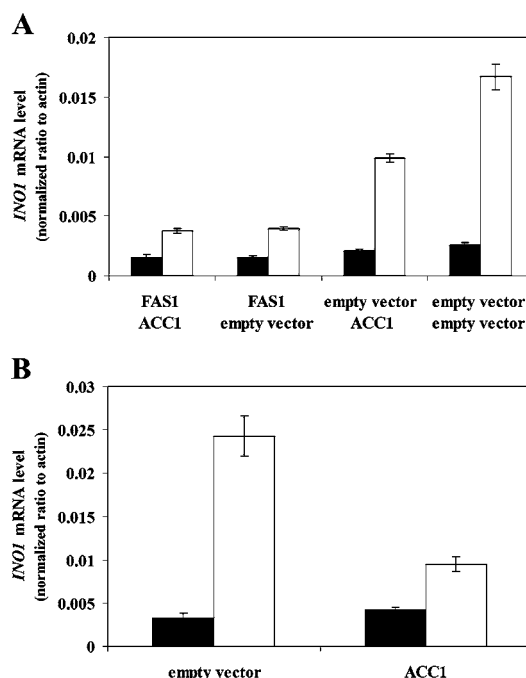 A
INO1 mRNA level
(normalized ratio to actin)
0.02
0.015
0.01
0.005
0
FAS1 FAS1 empty vector empty vector
ACC1 empty vector ACC1 empty vector
B
INO1 mRNA level
(normalized ratio to actin)
0.03
0.025
0.02
0.015
0.01
0.005
0
empty vector ACC1